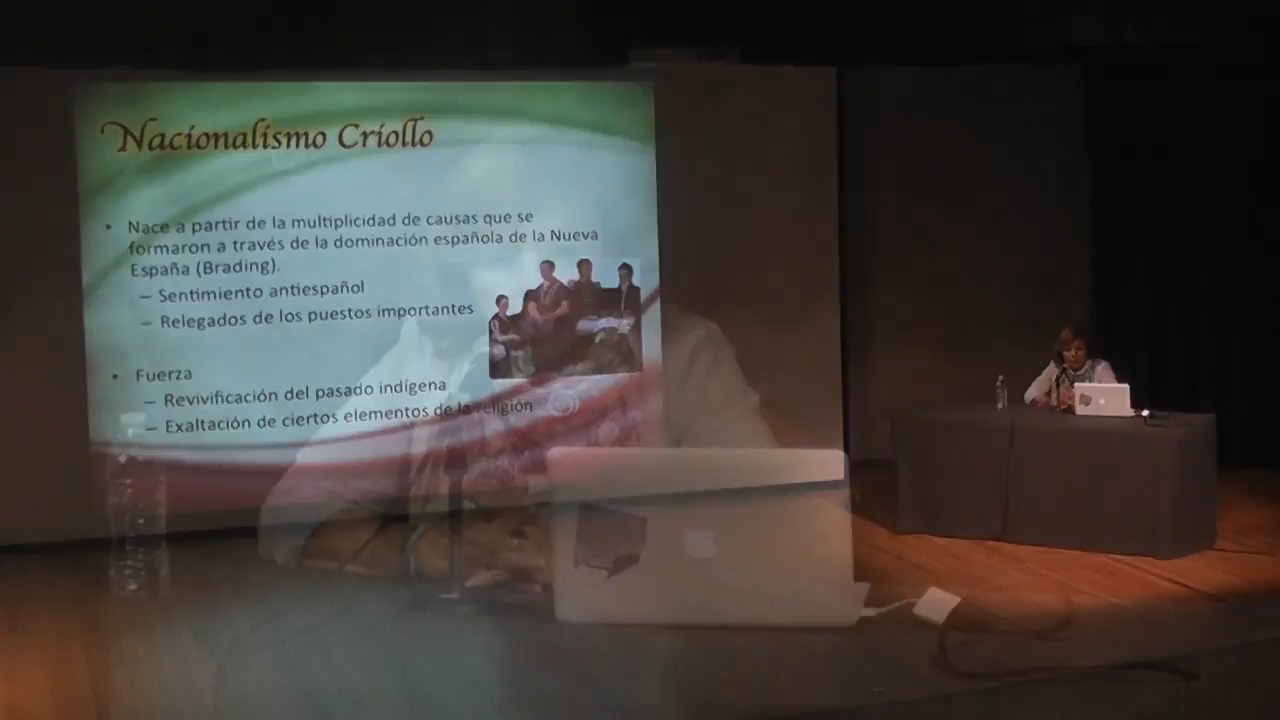 Nacionalismo Criollo
• Nace a partir de la multiplicidad de causas que se
formaron a través de la dominación española de la Nueva
España (Brading).
– Sentimiento antiespañol
– Relegados de los puestos importantes
• Fuerza
– Revivificación del pasado indígena
– Exaltación de ciertos elementos de la religión